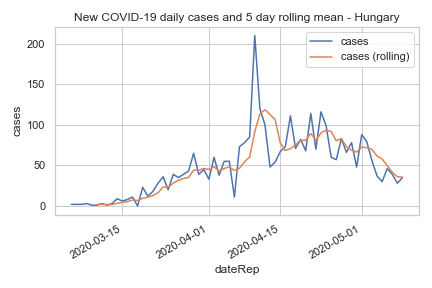 New COVID-19 daily cases and 5 day rolling mean - Hungary
cases
cases (rolling)
200
150
100
50
0
cases
2020-03-15
2020-04-01
2020-04-15
2020-05-01
dateRep